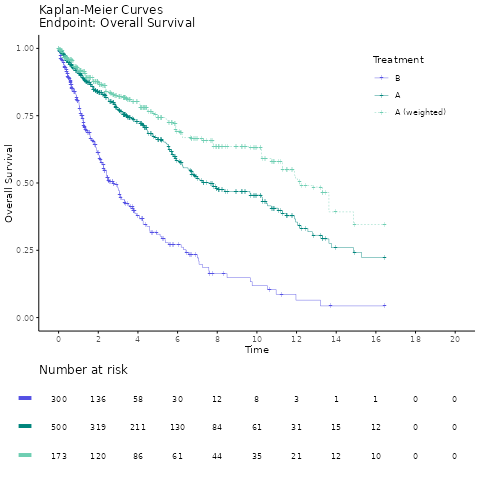 Kaplan-Meier Curves
Endpoint: Overall Survival
Treatment
B
A
A (weighted)
Overall Survival
1.00
0.75
0.50
0.25
0.00
0 2 4 6 8 10 12 14 16 18 20
Time
Number at risk
300 136 58 30 12 8 3 1 1 0 0
500 319 211 130 84 61 31 15 12 0 0
173 120 86 61 44 35 21 12 10 0 0